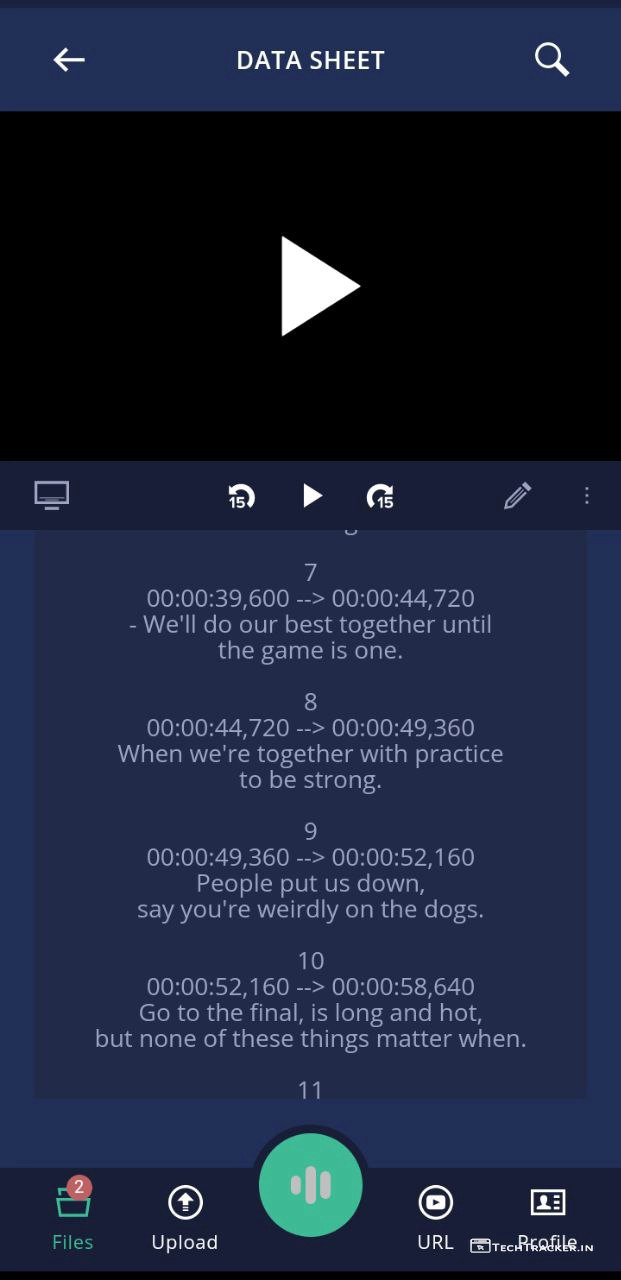 DATA SHEET
15
15
7
00:00:39,600 --> 00:00:44,720
- We'll do our best together until
the game is one.
8
00:00:44,720 --> 00:00:49,360
When we're together with practice
to be strong.
9
00:00:49,360 --> 00:00:52,160
People put us down,
say you're weirdly on the dogs.
10
00:00:52,160 --> 00:00:58,640
Go to the final, is long and hot,
but none of these things matter when.
11
2
Files
Upload
URL
Profile
TECHTRACKER.IN